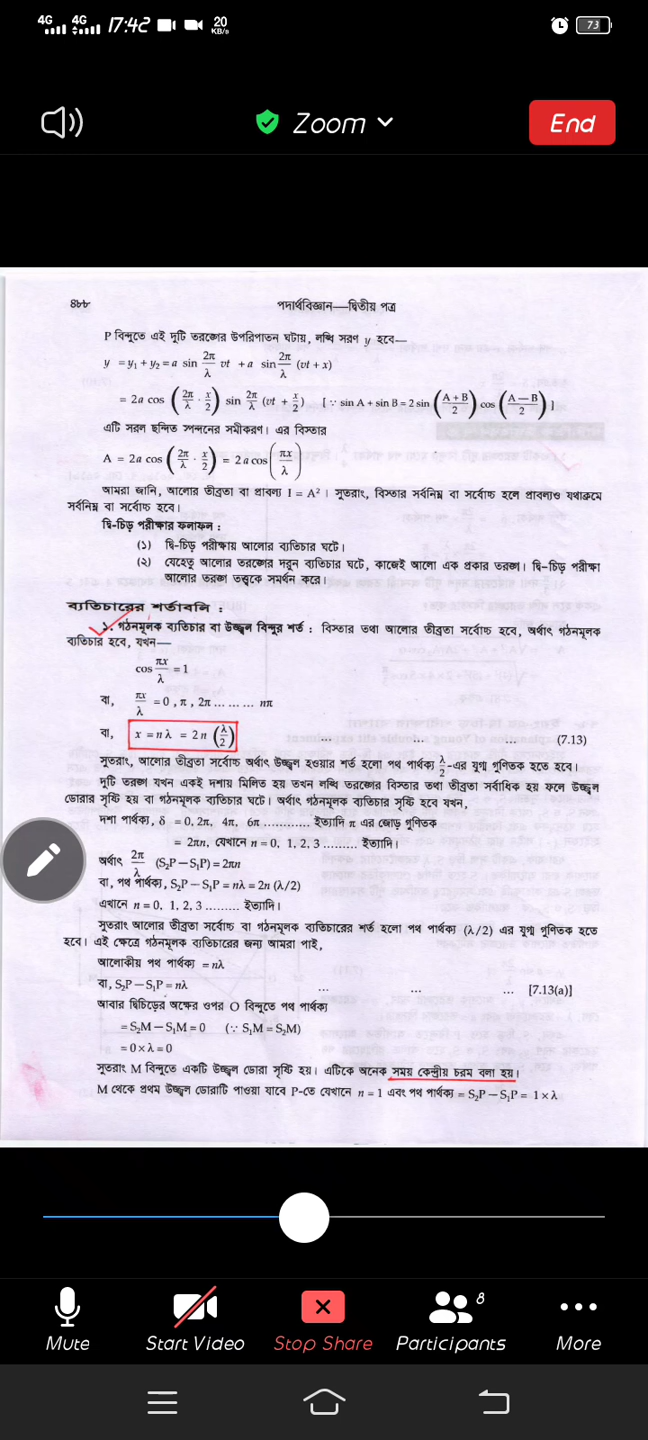 4G 4G 17:42 20 KB/s 73
Zoom
End
৪৮৮ পদার্থবিজ্ঞান—দ্বিতীয় পত্র
P বিন্দুতে এই দুটি তরঙ্গের উপরিপাতন ঘটায়, লব্ধি সরণ y হবে—
y = y₁ + y₂ = a sin 2π/λ vt + a sin 2π/λ (vt + x)
= 2a cos (2π/λ · x/2) sin 2π/λ (vt + x/2) [∵ sin A + sin B = 2 sin (A + B/2) cos (A — B/2)]
এটি সরল ছন্দিত স্পন্দনের সমীকরণ। এর বিস্তার
A = 2a cos (2π/λ · x/2) = 2 a cos (πx/λ)
আমরা জানি, আলোর তীব্রতা বা প্রাবল্য I = A² । সুতরাং, বিস্তার সর্বনিম্ন বা সর্বোচ্চ হলে প্রাবল্যও যথাক্রমে
সর্বনিম্ন বা সর্বোচ্চ হবে।
দ্বি-চিড় পরীক্ষার ফলাফল :
(১) দ্বি-চিড় পরীক্ষায় আলোর ব্যতিচার ঘটে।
(২) যেহেতু আলোর তরঙ্গের দরুন ব্যতিচার ঘটে, কাজেই আলো এক প্রকার তরঙ্গ। দ্বি-চিড় পরীক্ষা
আলোর তরঙ্গ তত্ত্বকে সমর্থন করে।
ব্যতিচারের শর্তাবলি :
১. গঠনমূলক ব্যতিচার বা উজ্জ্বল বিন্দুর শর্ত : বিস্তার তথা আলোর তীব্রতা সর্বোচ্চ হবে, অর্থাৎ গঠনমূলক
ব্যতিচার হবে, যখন—
cos πx/λ = 1
বা, πx/λ = 0 , π , 2π … … … nπ
বা, x = n λ = 2 n (λ/2) … … … (7.13)
সুতরাং, আলোর তীব্রতা সর্বোচ্চ অর্থাৎ উজ্জ্বল হওয়ার শর্ত হলো পথ পার্থক্য λ/2 -এর যুগ্ম গুণিতক হতে হবে।
দুটি তরঙ্গ যখন একই দশায় মিলিত হয় তখন লব্ধি তরঙ্গের বিস্তার তথা তীব্রতা সর্বাধিক হয় ফলে উজ্জ্বল
ডোরার সৃষ্টি হয় বা গঠনমূলক ব্যতিচার ঘটে। অর্থাৎ গঠনমূলক ব্যতিচার সৃষ্টি হবে যখন,
দশা পার্থক্য, δ = 0, 2π, 4π, 6π ………… ইত্যাদি π এর জোড় গুণিতক
= 2πn, যেখানে n = 0, 1, 2, 3 ……… ইত্যাদি।
অর্থাৎ 2π/λ (S₂P — S₁P) = 2πn
বা, পথ পার্থক্য, S₂P — S₁P = nλ = 2n (λ/2)
এখানে n = 0, 1, 2, 3 ……… ইত্যাদি।
সুতরাং আলোর তীব্রতা সর্বোচ্চ বা গঠনমূলক ব্যতিচারের শর্ত হলো পথ পার্থক্য (λ/2) এর যুগ্ম গুণিতক হতে
হবে। এই ক্ষেত্রে গঠনমূলক ব্যতিচারের জন্য আমরা পাই,
আলোকীয় পথ পার্থক্য = nλ
বা, S₂P — S₁P = nλ … … … [7.13(a)]
আবার দ্বিচিড়ের অক্ষের ওপর O বিন্দুতে পথ পার্থক্য
= S₂M — S₁M = 0 (∵ S₁M = S₂M)
= 0 × λ = 0
সুতরাং M বিন্দুতে একটি উজ্জ্বল ডোরা সৃষ্টি হয়। এটিকে অনেক সময় কেন্দ্রীয় চরম বলা হয়।
M থেকে প্রথম উজ্জ্বল ডোরাটি পাওয়া যাবে P-তে যেখানে n = 1 এবং পথ পার্থক্য = S₂P — S₁P = 1 × λ
Mute Start Video Stop Share Participants 8 More